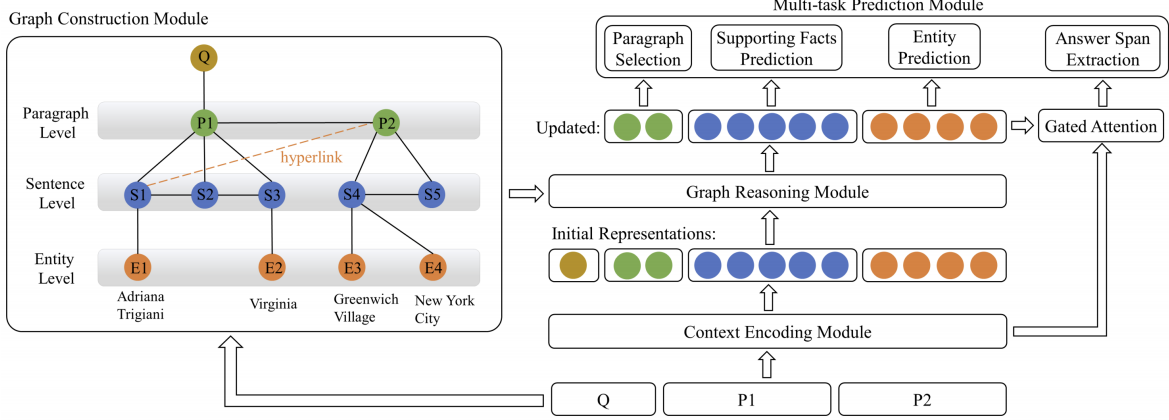 Graph Construction Module
Q
Paragraph
Level
P1
P2
hyperlink
Sentence
Level
S1
S2
S3
S4
S5
Entity
Level
E1
E2
E3
E4
Adriana
Trigiani
Virginia
Greenwich
Village
New York
City
Multi-task Prediction Module
Paragraph
Selection
Supporting Facts
Prediction
Entity
Prediction
Answer Span
Extraction
Updated:
Gated Attention
Graph Reasoning Module
Initial Representations:
Context Encoding Module
Q
P1
P2